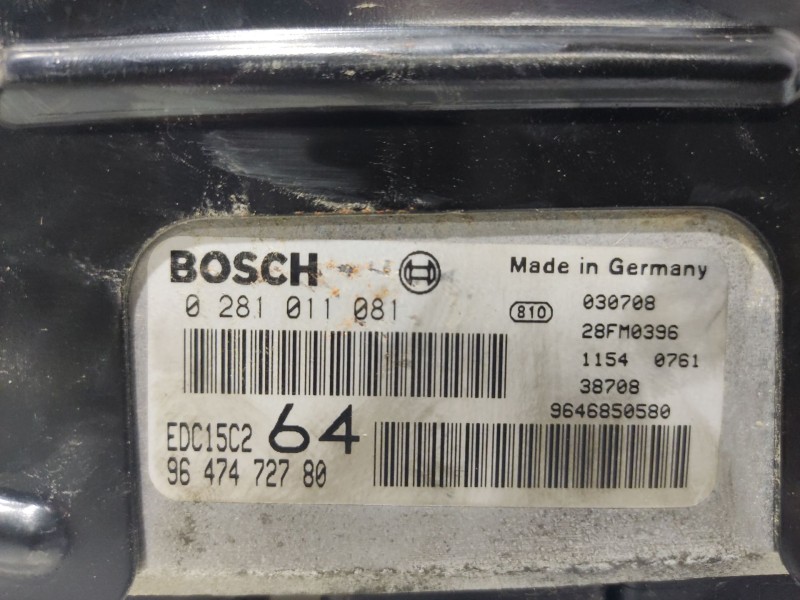 BOSCH
Made in Germany
0 281 011 081
810
030708
28FM0396
1154 0761
38708
9646850580
EDC15C2 64
96 474 727 80